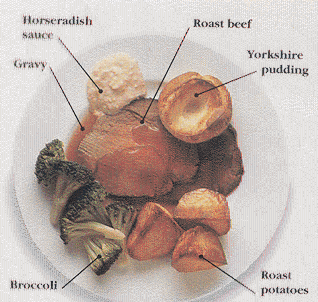 Horseradish
sauce
Roast beef
Gravy
Yorkshire
pudding
Broccoli
Roast
potatoes